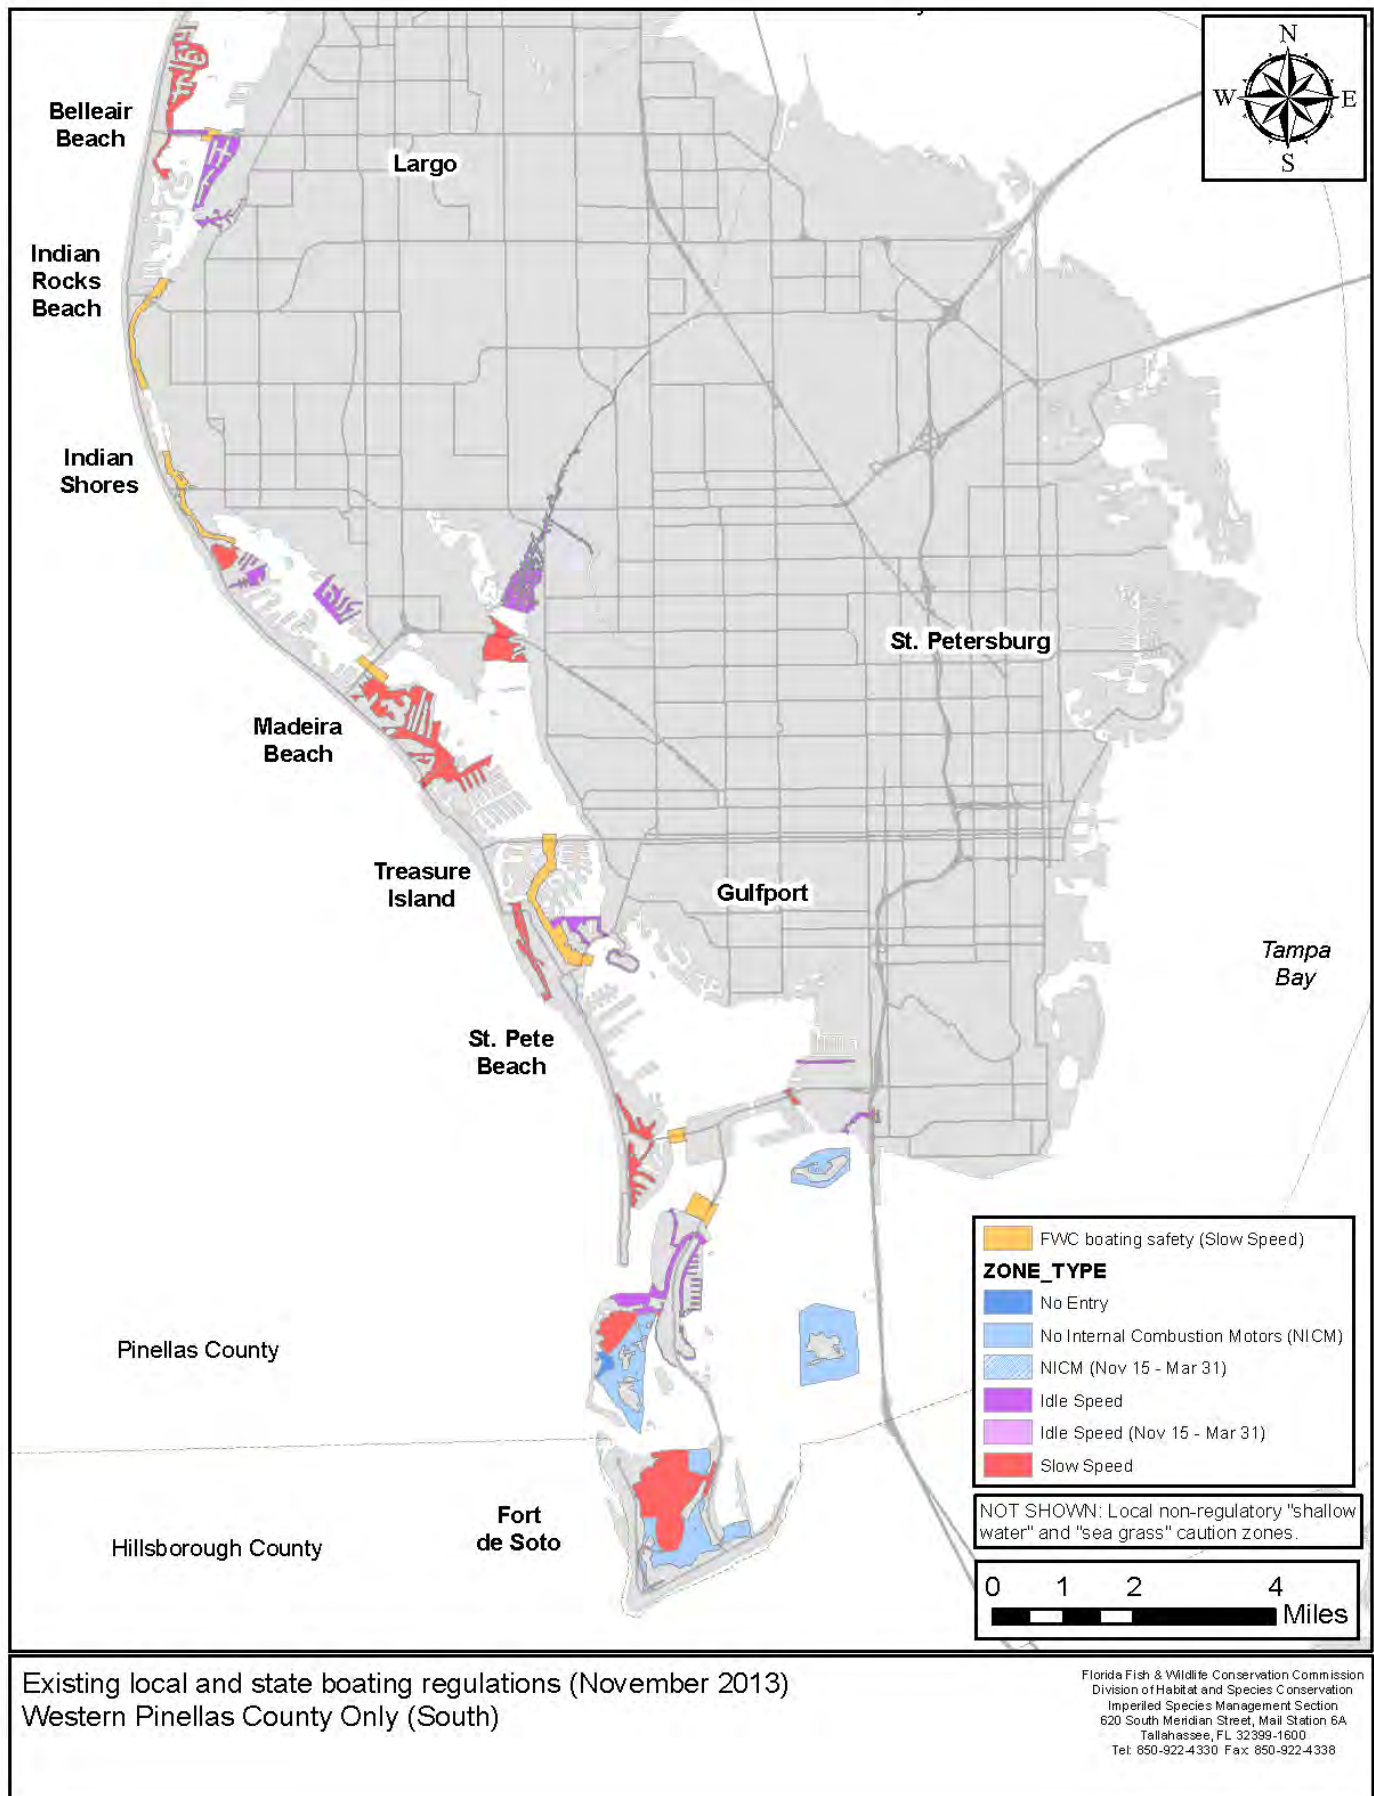 N
W
E
S
Belleair
Beach
Largo
Indian
Rocks
Beach
Indian
Shores
St. Petersburg
Madeira
Beach
Treasure
Island
Gulfport
Tampa
Bay
St. Pete
Beach
Pinellas County
Hillsborough County
Fort
de Soto
FWC boating safety (Slow Speed)
ZONE_TYPE
No Entry
No Internal Combustion Motors (NICM)
NICM (Nov 15 - Mar 31)
Idle Speed
Idle Speed (Nov 15 - Mar 31)
Slow Speed
NOT SHOWN: Local non-regulatory "shallow
water" and "sea grass" caution zones.
0 1 2 4
Miles
Existing local and state boating regulations (November 2013)
Western Pinellas County Only (South)
Florida Fish & Wildlife Conservation Commission
Division of Habitat and Species Conservation
Imperiled Species Management Section
620 South Meridian Street, Mail Station 6A
Tallahassee, FL 32399-1600
Tel: 850-922-4330 Fax: 850-922-4338